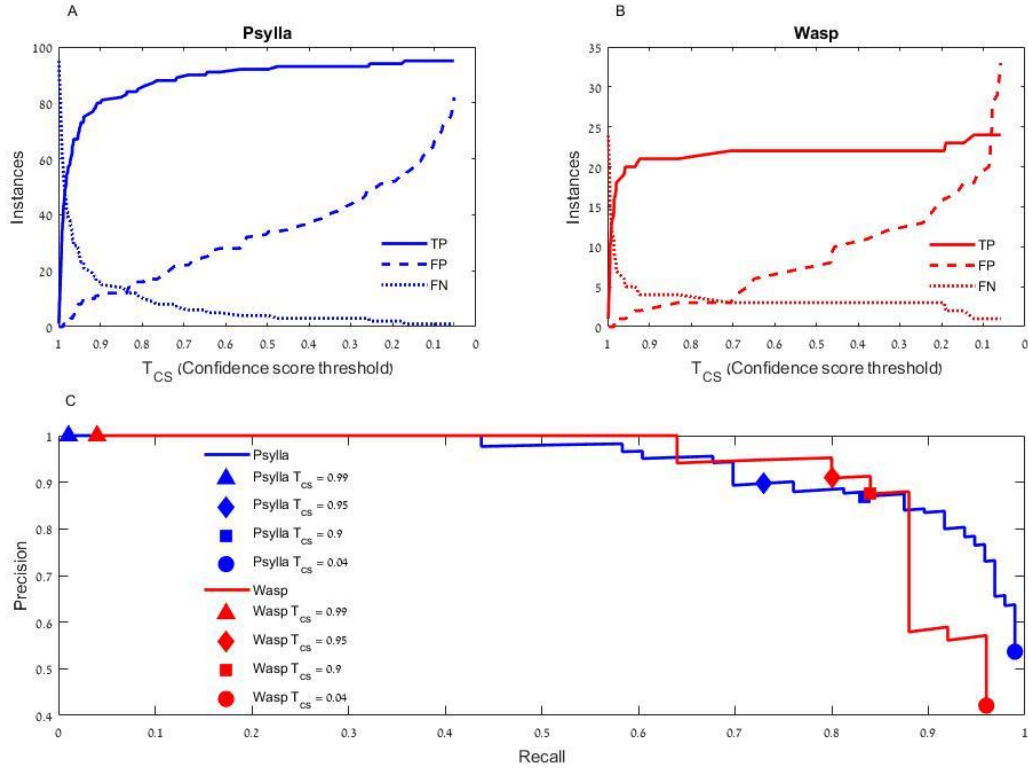 A
Psylla
100
80
60
40
20
0
Instances
TP
FP
FN
1 0.9 0.8 0.7 0.6 0.5 0.4 0.3 0.2 0.1 0
TCS (Confidence score threshold)
B
Wasp
35
30
25
20
15
10
5
0
Instances
TP
FP
FN
1 0.9 0.8 0.7 0.6 0.5 0.4 0.3 0.2 0.1 0
TCS (Confidence score threshold)
C
1
0.9
0.8
0.7
0.6
0.5
0.4
Precision
Psylla
Psylla Tcs = 0.99
Psylla Tcs = 0.95
Psylla Tcs = 0.9
Psylla Tcs = 0.04
Wasp
Wasp Tcs = 0.99
Wasp Tcs = 0.95
Wasp Tcs = 0.9
Wasp Tcs = 0.04
0 0.1 0.2 0.3 0.4 0.5 0.6 0.7 0.8 0.9 1
Recall